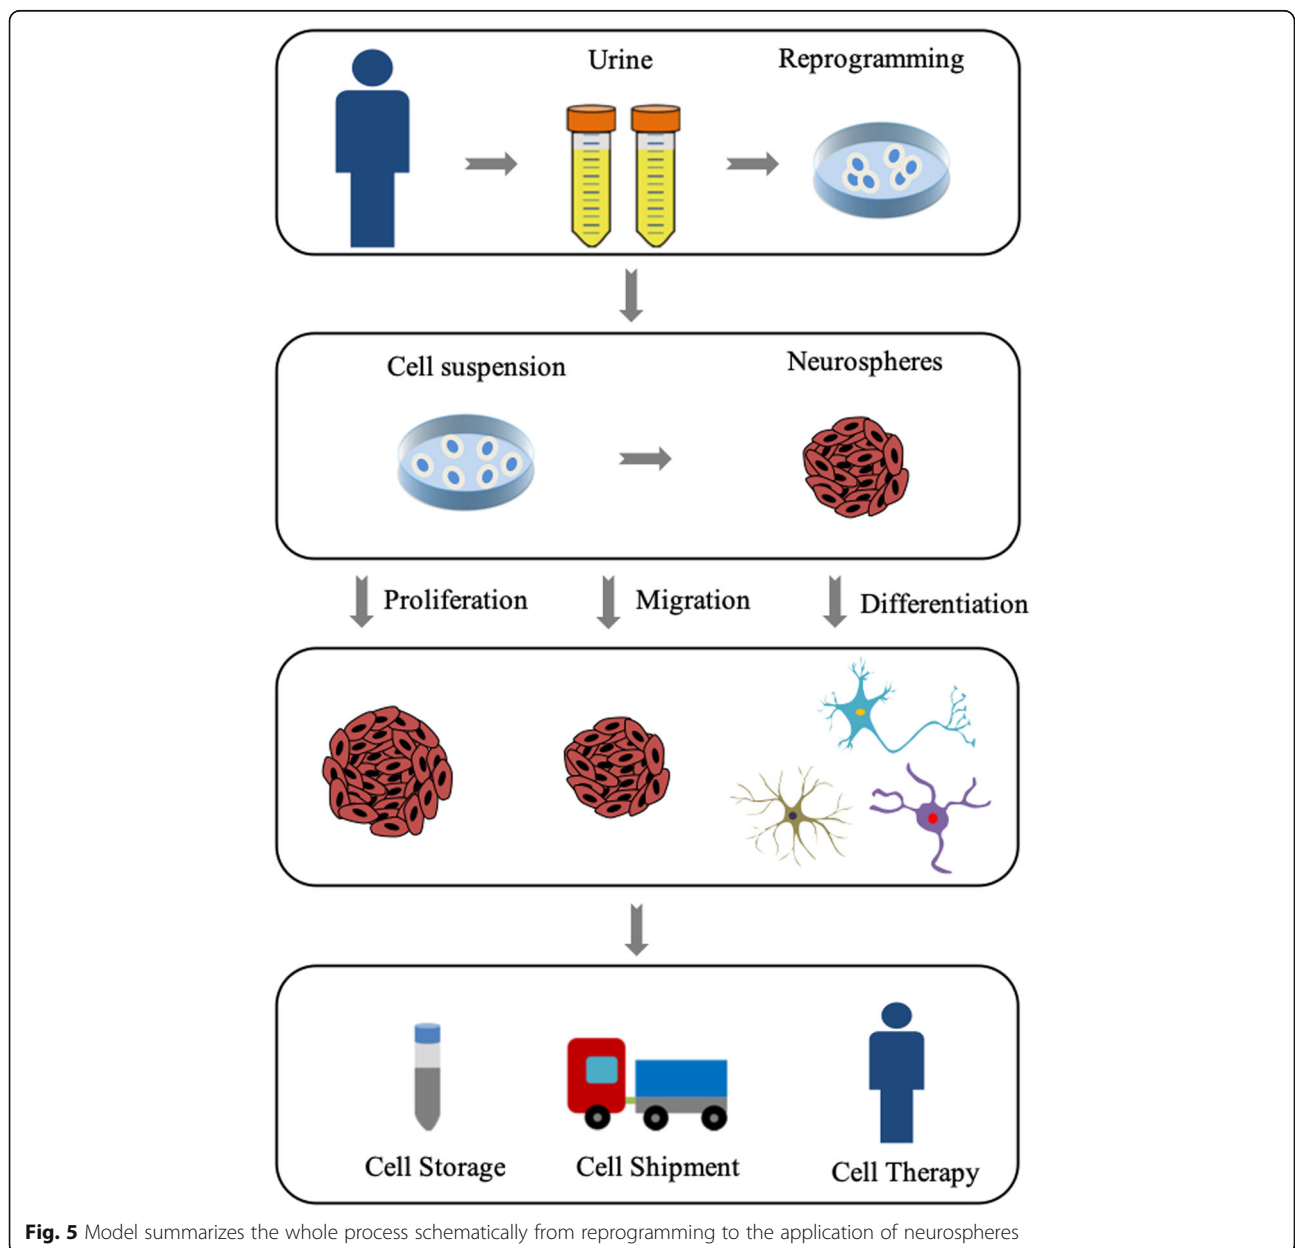 Urine
Reprogramming
Cell suspension
Neurospheres
Proliferation
Migration
Differentiation
Cell Storage
Cell Shipment
Cell Therapy
Fig. 5 Model summarizes the whole process schematically from reprogramming to the application of neurospheres